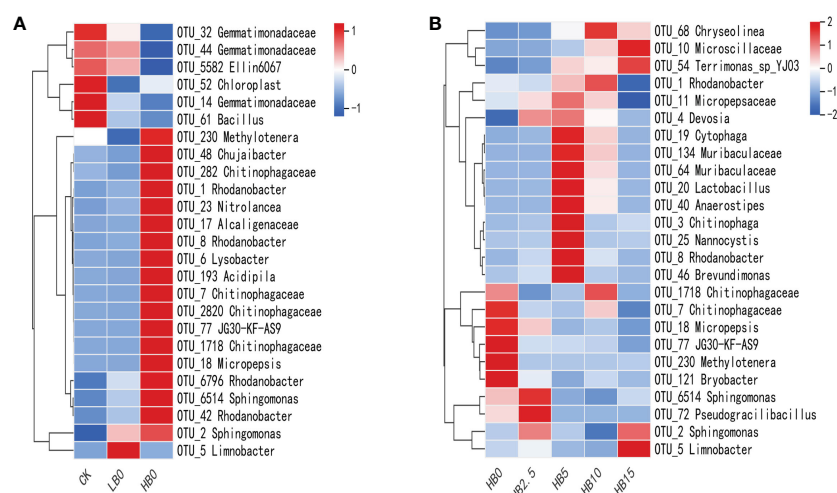 A
OTU_32 Gemmatimonadaceae
OTU_44 Gemmatimonadaceae
OTU_5582 Ellin6067
OTU_52 Chloroplast
OTU_14 Gemmatimonadaceae
OTU_61 Bacillus
OTU_230 Methylotenera
OTU_48 Chujaibacter
OTU_282 Chitinophagaceae
OTU_1 Rhodanobacter
OTU_23 Nitrolancea
OTU_17 Alcaligenaceae
OTU_8 Rhodanobacter
OTU_6 Lysobacter
OTU_193 Acidipila
OTU_7 Chitinophagaceae
OTU_2820 Chitinophagaceae
OTU_77 JG30-KF-AS9
OTU_1718 Chitinophagaceae
OTU_18 Micropepsis
OTU_6796 Rhodanobacter
OTU_6514 Sphingomonas
OTU_42 Rhodanobacter
OTU_2 Sphingomonas
OTU_5 Limnobacter
CK LB0 HB0
1
0
-1
B
OTU_68 Chryseolinea
OTU_10 Microscillaceae
OTU_54 Terrimonas_sp_YJ03
OTU_1 Rhodanobacter
OTU_11 Micropepsaceae
OTU_4 Devosia
OTU_19 Cytophaga
OTU_134 Muribaculaceae
OTU_64 Muribaculaceae
OTU_20 Lactobacillus
OTU_40 Anaerostipes
OTU_3 Chitinophaga
OTU_25 Nannocystis
OTU_8 Rhodanobacter
OTU_46 Brevundimonas
OTU_1718 Chitinophagaceae
OTU_7 Chitinophagaceae
OTU_18 Micropepsis
OTU_77 JG30-KF-AS9
OTU_230 Methylotenera
OTU_121 Bryobacter
OTU_6514 Sphingomonas
OTU_72 Pseudogracilibacillus
OTU_2 Sphingomonas
OTU_5 Limnobacter
HB0 HB2.5 HB5 HB10 HB15
2
1
0
-1
-2